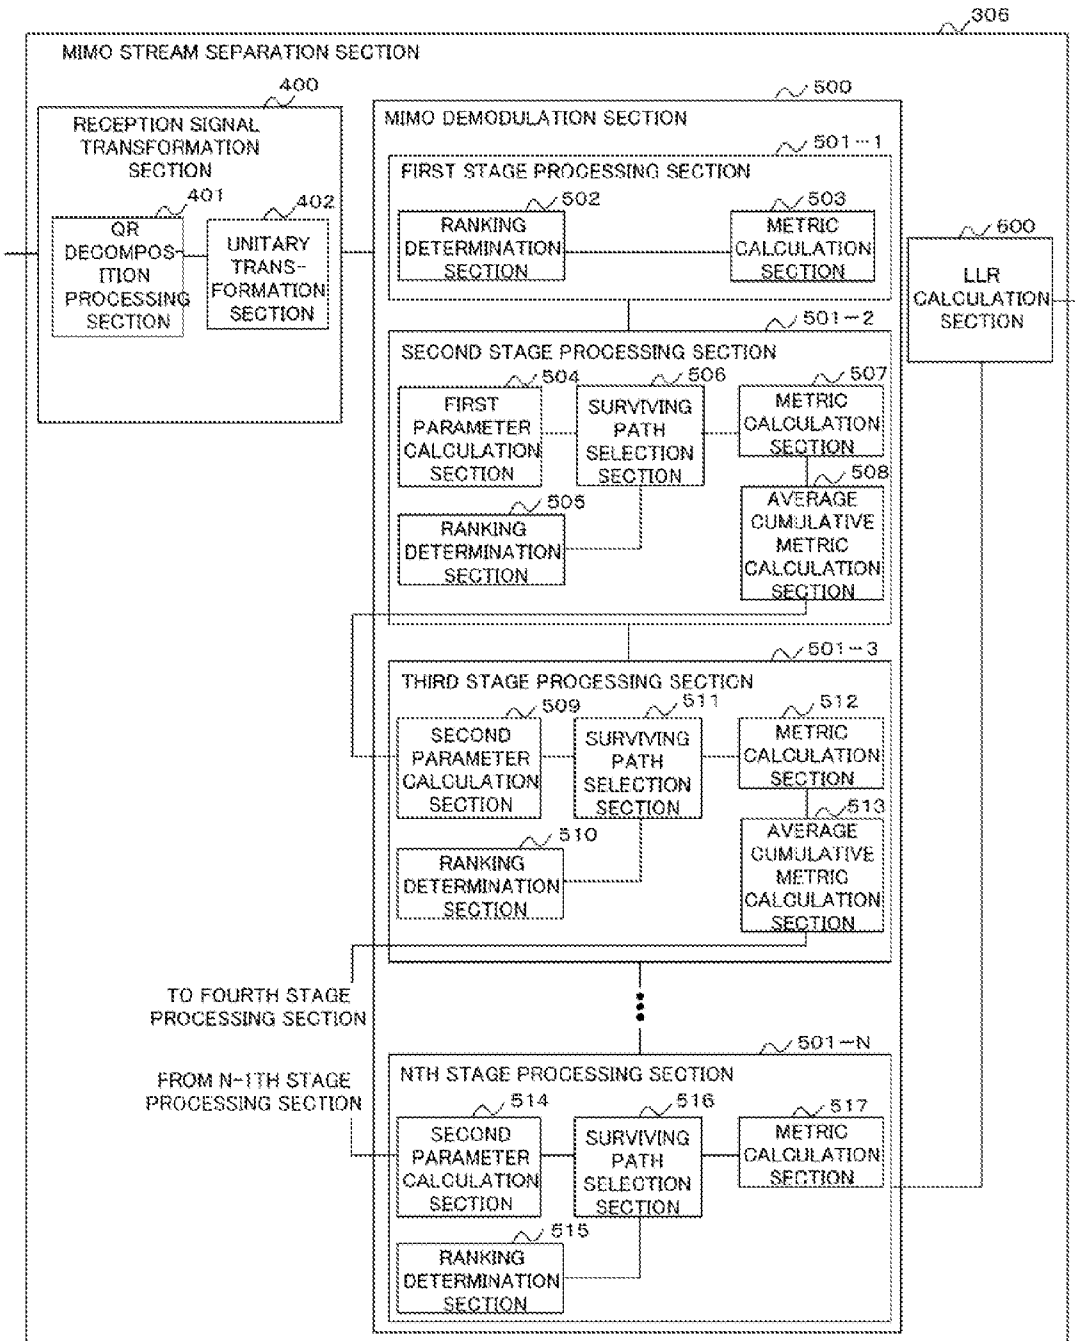 306
MIMO STREAM SEPARATION SECTION
400
RECEPTION SIGNAL
TRANSFORMATION
SECTION
401
QR
DECOMPOS-
ITION
PROCESSING
SECTION
402
UNITARY
TRANS-
FORMATION
SECTION
500
MIMO DEMODULATION SECTION
501-1
FIRST STAGE PROCESSING SECTION
502
RANKING
DETERMINATION
SECTION
503
METRIC
CALCULATION
SECTION
600
LLR
CALCULATION
SECTION
501-2
SECOND STAGE PROCESSING SECTION
504
FIRST
PARAMETER
CALCULATION
SECTION
506
SURVIVING
PATH
SELECTION
SECTION
507
METRIC
CALCULATION
SECTION
508
AVERAGE
CUMULATIVE
METRIC
CALCULATION
SECTION
505
RANKING
DETERMINATION
SECTION
501-3
THIRD STAGE PROCESSING SECTION
509
SECOND
PARAMETER
CALCULATION
SECTION
511
SURVIVING
PATH
SELECTION
SECTION
512
METRIC
CALCULATION
SECTION
513
AVERAGE
CUMULATIVE
METRIC
CALCULATION
SECTION
510
RANKING
DETERMINATION
SECTION
TO FOURTH STAGE
PROCESSING SECTION
FROM N-1TH STAGE
PROCESSING SECTION
501-N
NTH STAGE PROCESSING SECTION
514
SECOND
PARAMETER
CALCULATION
SECTION
516
SURVIVING
PATH
SELECTION
SECTION
517
METRIC
CALCULATION
SECTION
515
RANKING
DETERMINATION
SECTION